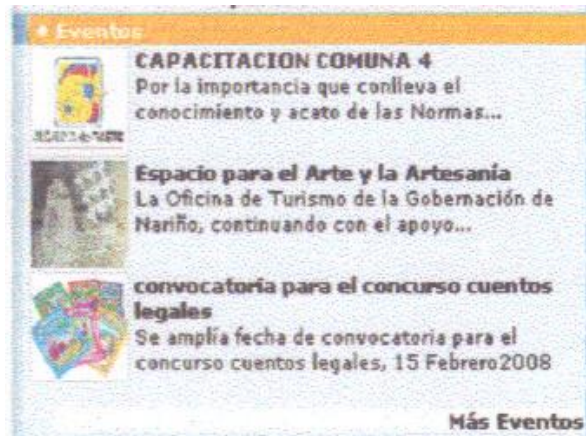 Eventos
CAPACITACION COMUNA 4
Por la importancia que conlleva el
conocimiento y acato de las Normas...
Espacio para el Arte y la Artesanía
La Oficina de Turismo de la Gobernación de
Nariño, continuando con el apoyo...
convocatoria para el concurso cuentos
legales
Se amplía fecha de convocatoria para el
concurso cuentos legales, 15 Febrero2008
Más Eventos